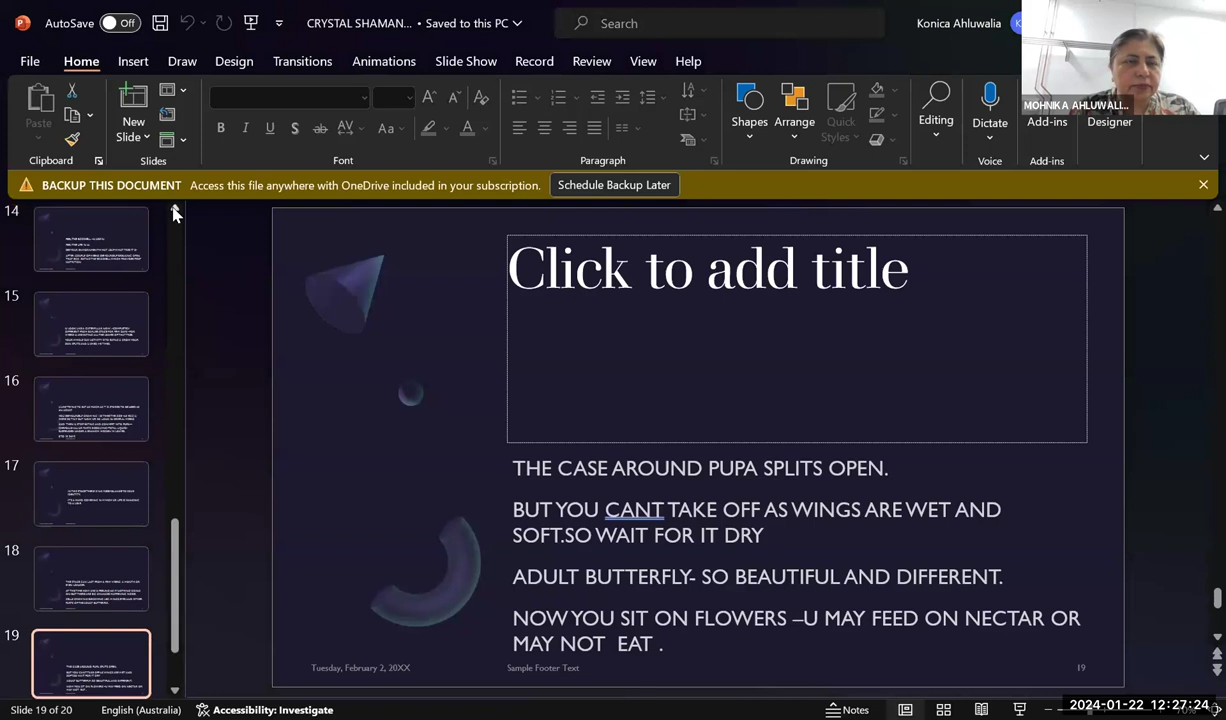 AutoSave Off CRYSTAL SHAMAN... • Saved to this PC Search Konica Ahluwalia
File Home Insert Draw Design Transitions Animations Slide Show Record Review View Help
MOHNIKA AHLUWALI...
Paste New Slide B I U S ab AV Aa A Shapes Arrange Quick Styles Editing Dictate Add-ins Designer
Clipboard Slides Font Paragraph Drawing Voice Add-ins
BACKUP THIS DOCUMENT Access this file anywhere with OneDrive included in your subscription. Schedule Backup Later
14
15
16
17
18
19
Click to add title
THE CASE AROUND PUPA SPLITS OPEN.
BUT YOU CANT TAKE OFF AS WINGS ARE WET AND
SOFT.SO WAIT FOR IT DRY
ADULT BUTTERFLY- SO BEAUTIFUL AND DIFFERENT.
NOW YOU SIT ON FLOWERS –U MAY FEED ON NECTAR OR
MAY NOT EAT .
Tuesday, February 2, 20XX Sample Footer Text 19
Slide 19 of 20 English (Australia) Accessibility: Investigate Notes
2024-01-22 12:27:24